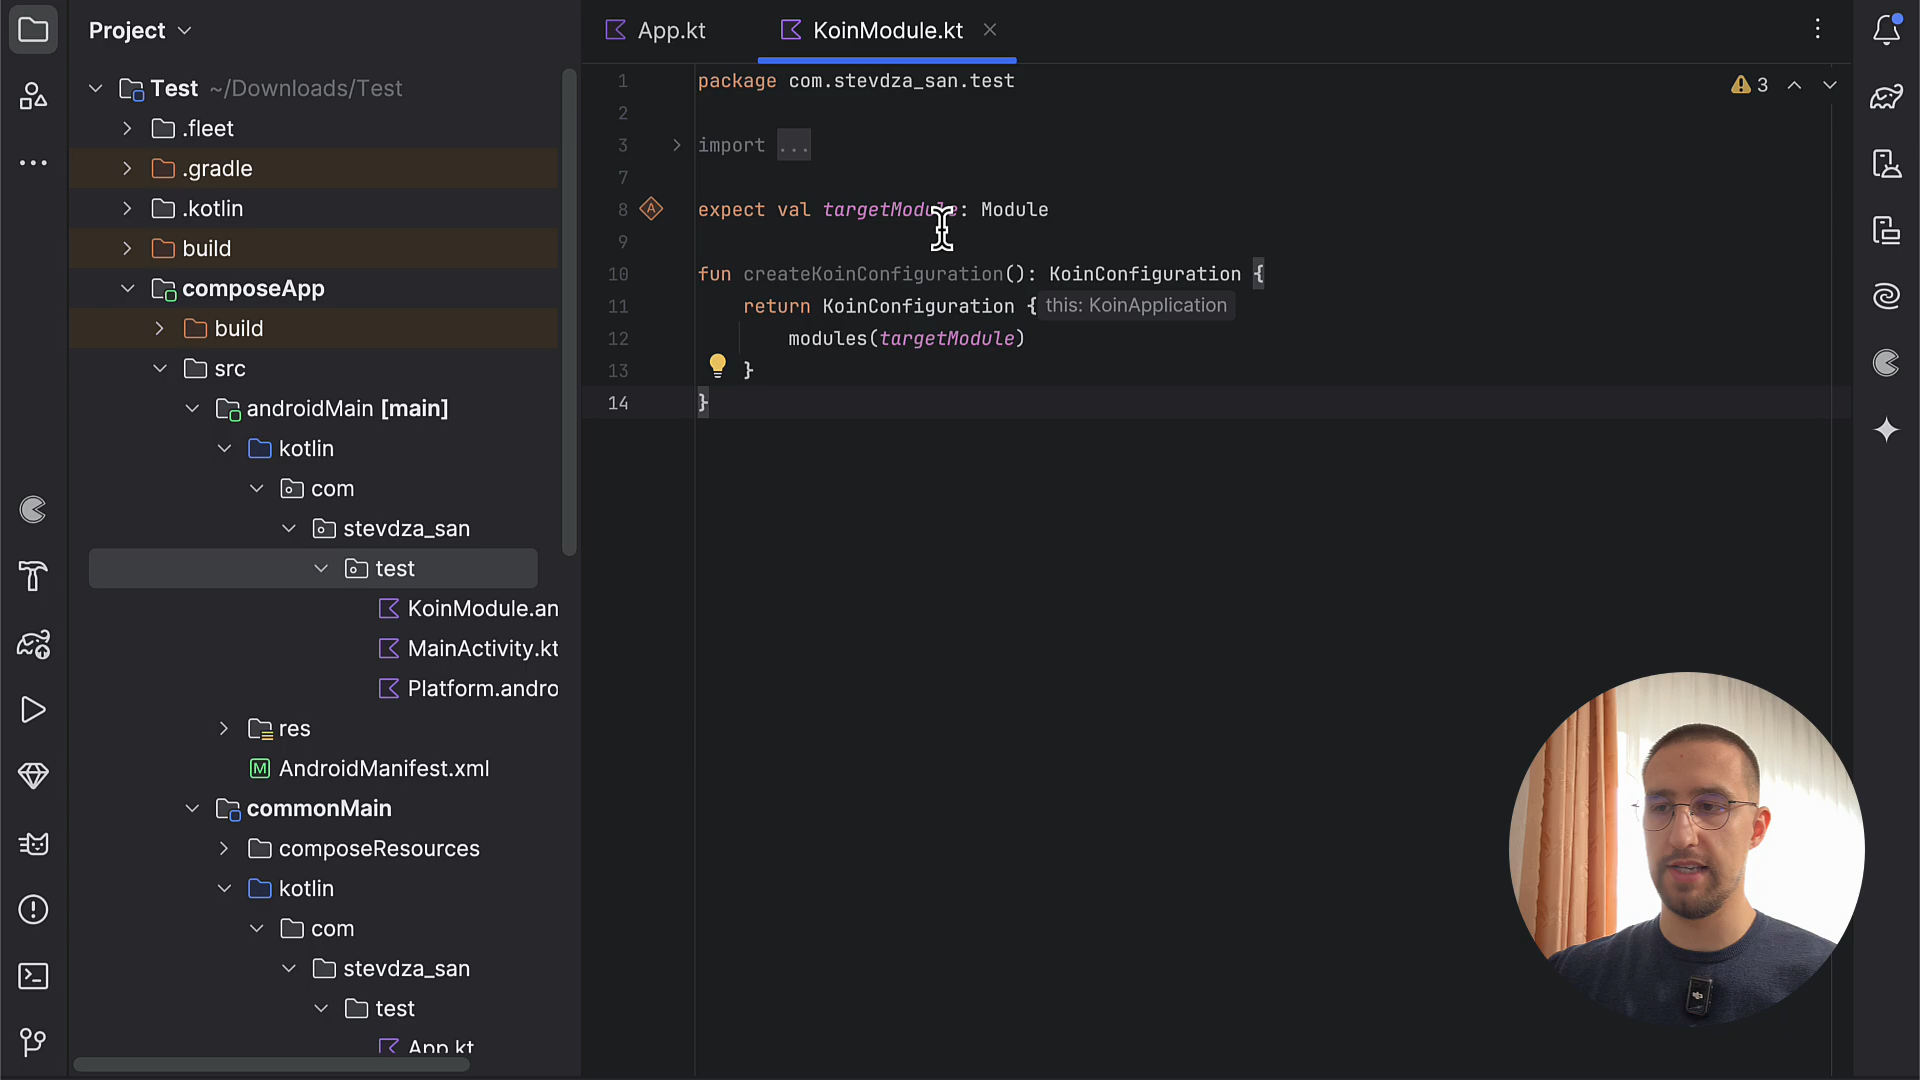 Project
Test ~/Downloads/Test
.fleet
.gradle
.kotlin
build
composeApp
build
src
androidMain [main]
kotlin
com
stevdza_san
test
KoinModule.an
MainActivity.kt
Platform.andro
res
AndroidManifest.xml
commonMain
composeResources
kotlin
com
stevdza_san
test
App.kt
App.kt
KoinModule.kt
3
1 package com.stevdza_san.test
2
3 import ...
7
8 expect val targetModule: Module
9
10 fun createKoinConfiguration(): KoinConfiguration {
11 return KoinConfiguration { this: KoinApplication
12 modules(targetModule)
13 }
14 }